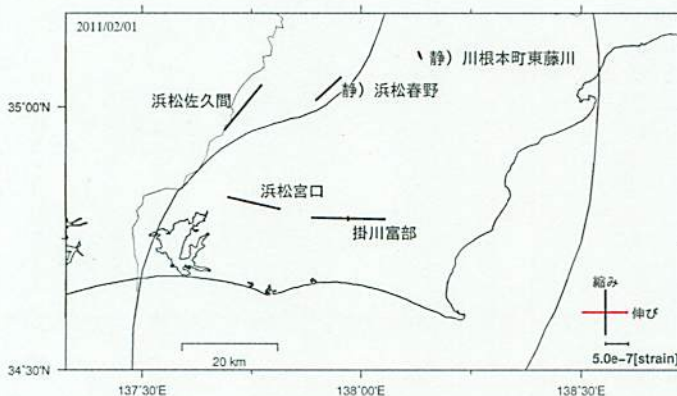 2011/02/01
静）川根本町東藤川
35°00'N
浜松佐久間
静）浜松春野
浜松宮口
掛川富部
縮み
伸び
20 km
5.0e-7[strain]
34°30'N
137°30'E
138°00'E
138°30'E